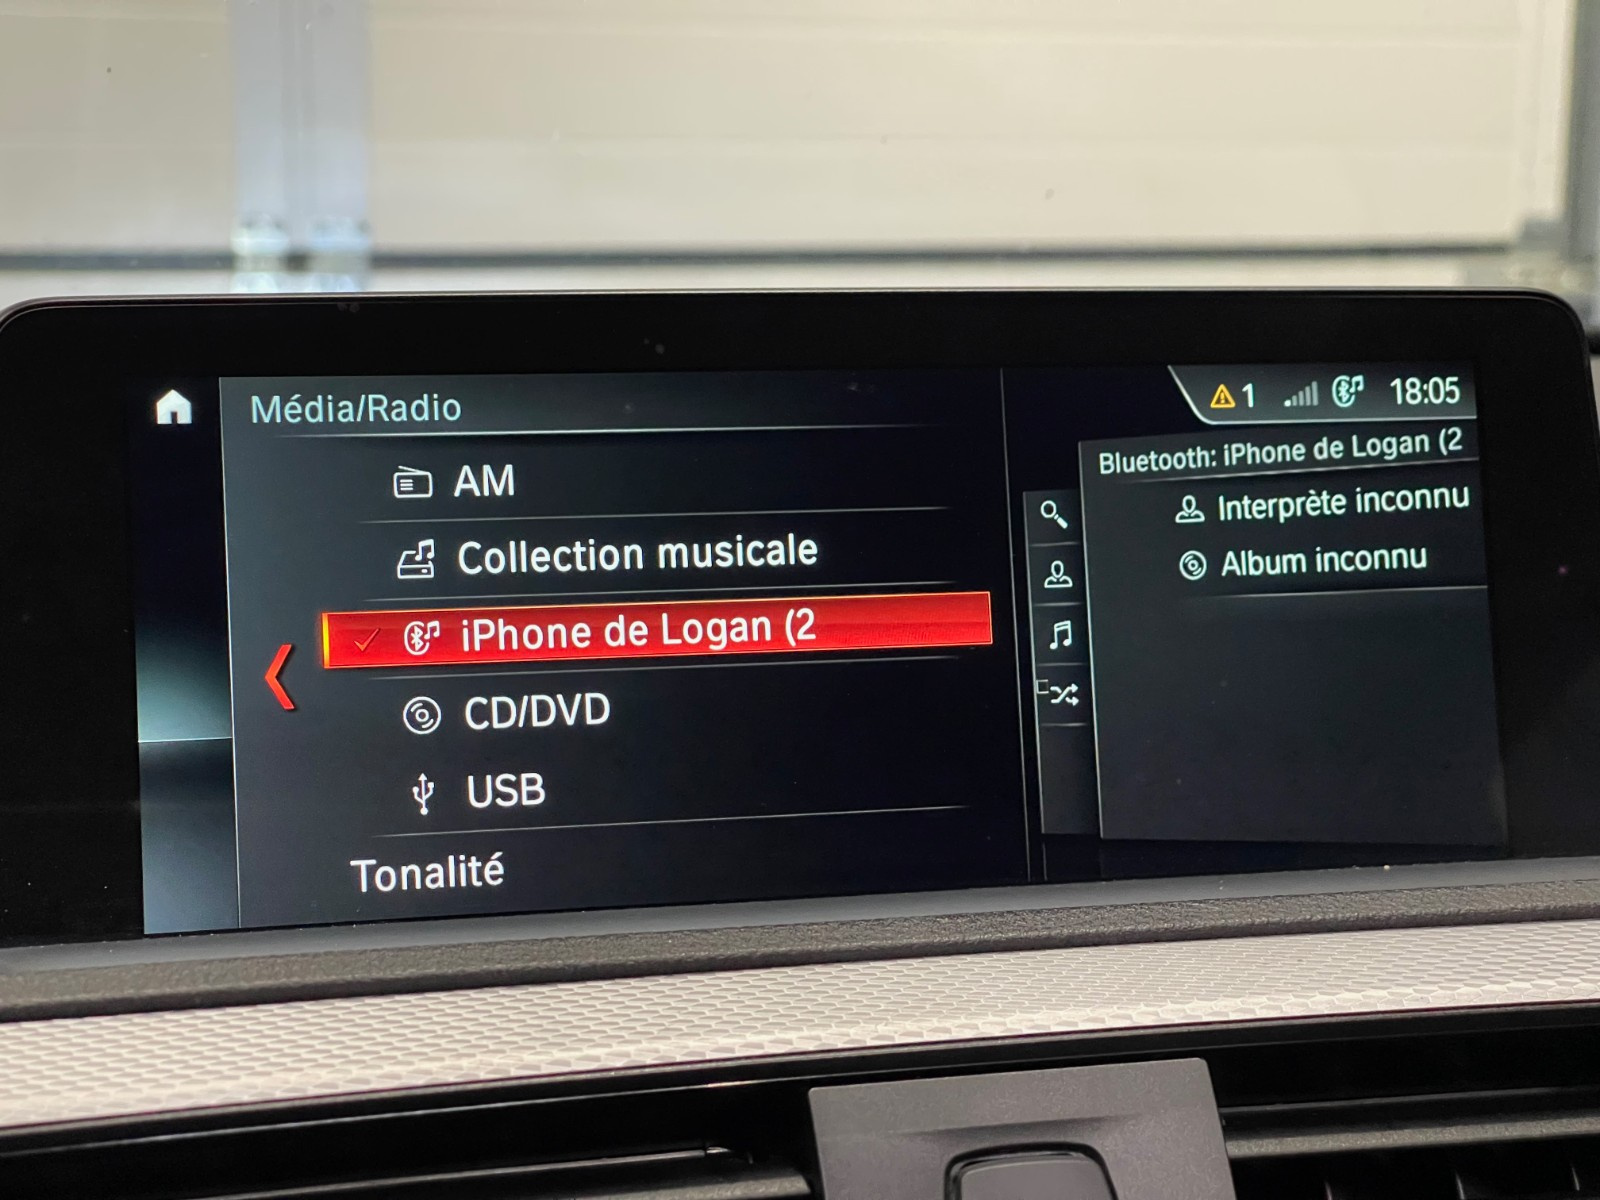 Média/Radio
1 18:05
AM
Collection musicale
iPhone de Logan (2
CD/DVD
USB
Tonalité
Bluetooth: iPhone de Logan (2
Interprète inconnu
Album inconnu